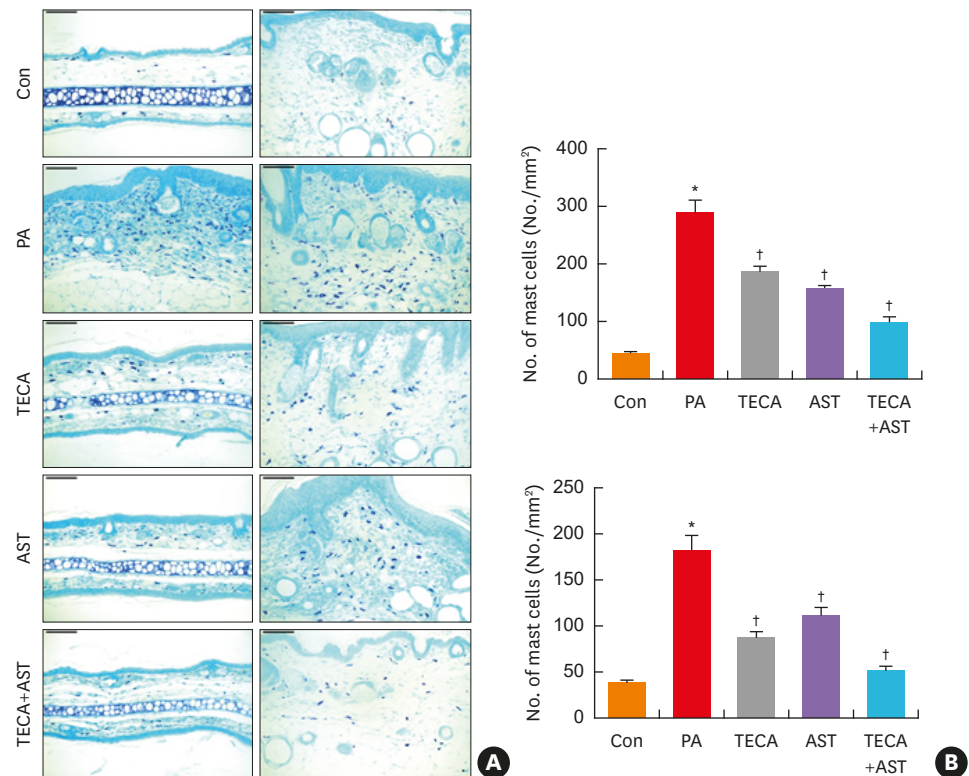 Con
PA
TECA
AST
TECA+AST
A
No. of mast cells (No./mm²)
400
300
200
100
0
*
†
†
†
Con PA TECA AST TECA
+AST
No. of mast cells (No./mm²)
250
200
150
100
50
0
*
†
†
†
Con PA TECA AST TECA
+AST
B